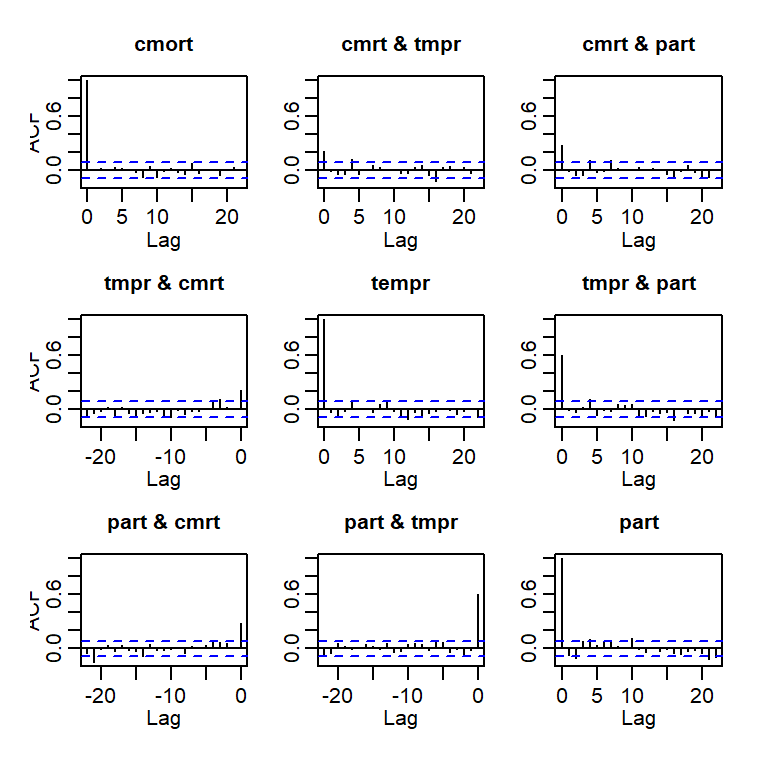 cmort
cmrt & tmpr
cmrt & part
ACF
0.0 0.6
0.0 0.6
0.0 0.6
0 5 10 20
0 5 10 20
0 5 10 20
Lag
Lag
Lag
tmpr & cmrt
tempr
tmpr & part
ACF
0.0 0.6
0.0 0.6
0.0 0.6
-20 -10 0
0 5 10 20
0 5 10 20
Lag
Lag
Lag
part & cmrt
part & tmpr
part
ACF
0.0 0.6
0.0 0.6
0.0 0.6
-20 -10 0
-20 -10 0
0 5 10 20
Lag
Lag
Lag